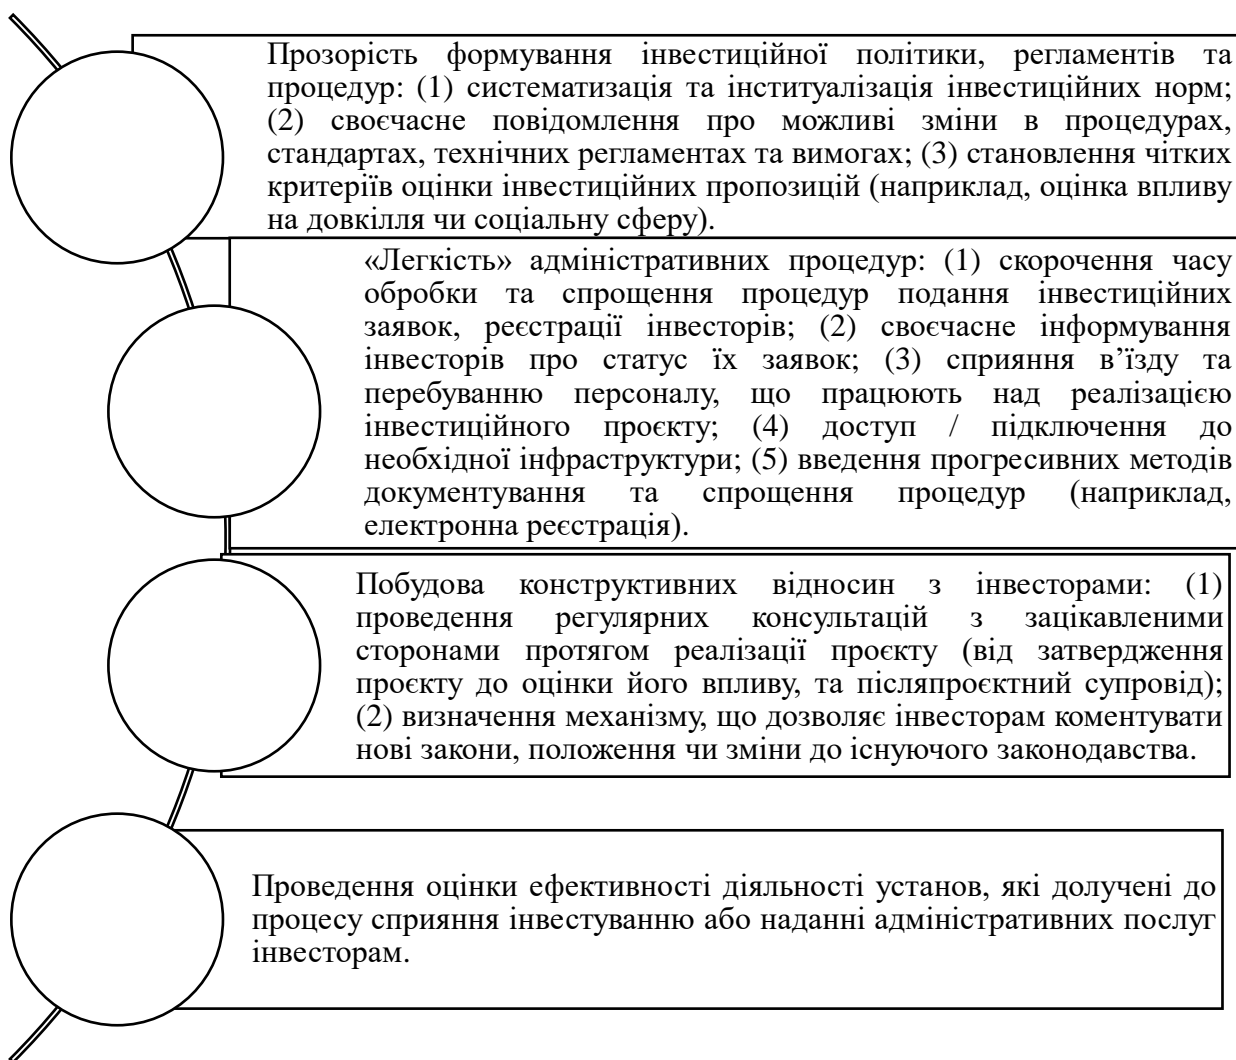 Прозорість формування інвестиційної політики, регламентів та
процедур: (1) систематизація та інституалізація інвестиційних норм;
(2) своєчасне повідомлення про можливі зміни в процедурах,
стандартах, технічних регламентах та вимогах; (3) становлення чітких
критеріїв оцінки інвестиційних пропозицій (наприклад, оцінка впливу
на довкілля чи соціальну сферу).
«Легкість» адміністративних процедур: (1) скорочення часу
обробки та спрощення процедур подання інвестиційних
заявок, реєстрації інвесторів; (2) своєчасне інформування
інвесторів про статус їх заявок; (3) сприяння в’їзду та
перебуванню персоналу, що працюють над реалізацією
інвестиційного проєкту; (4) доступ / підключення до
необхідної інфраструктури; (5) введення прогресивних методів
документування та спрощення процедур (наприклад,
електронна реєстрація).
Побудова конструктивних відносин з інвесторами: (1)
проведення регулярних консультацій з зацікавленими
сторонами протягом реалізації проєкту (від затвердження
проєкту до оцінки його впливу, та післяпроєктний супровід);
(2) визначення механізму, що дозволяє інвесторам коментувати
нові закони, положення чи зміни до існуючого законодавства.
Проведення оцінки ефективності діяльності установ, які долучені до
процесу сприяння інвестуванню або наданні адміністративних послуг
інвесторам.